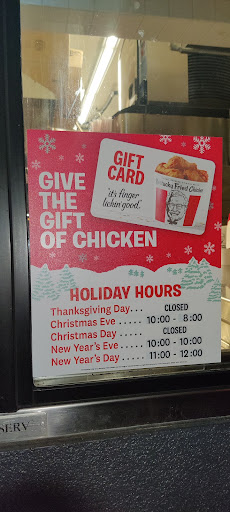 GIFT
CARD
it's finger
lickin' good.
Kentucky Fried Chicken
GIVE
THE
GIFT
OF CHICKEN
HOLIDAY HOURS
Thanksgiving Day... CLOSED
Christmas Eve ..... 10:00 - 8:00
Christmas Day ..... CLOSED
New Year's Eve..... 10:00 - 10:00
New Year's Day ..... 11:00 - 12:00
SERV